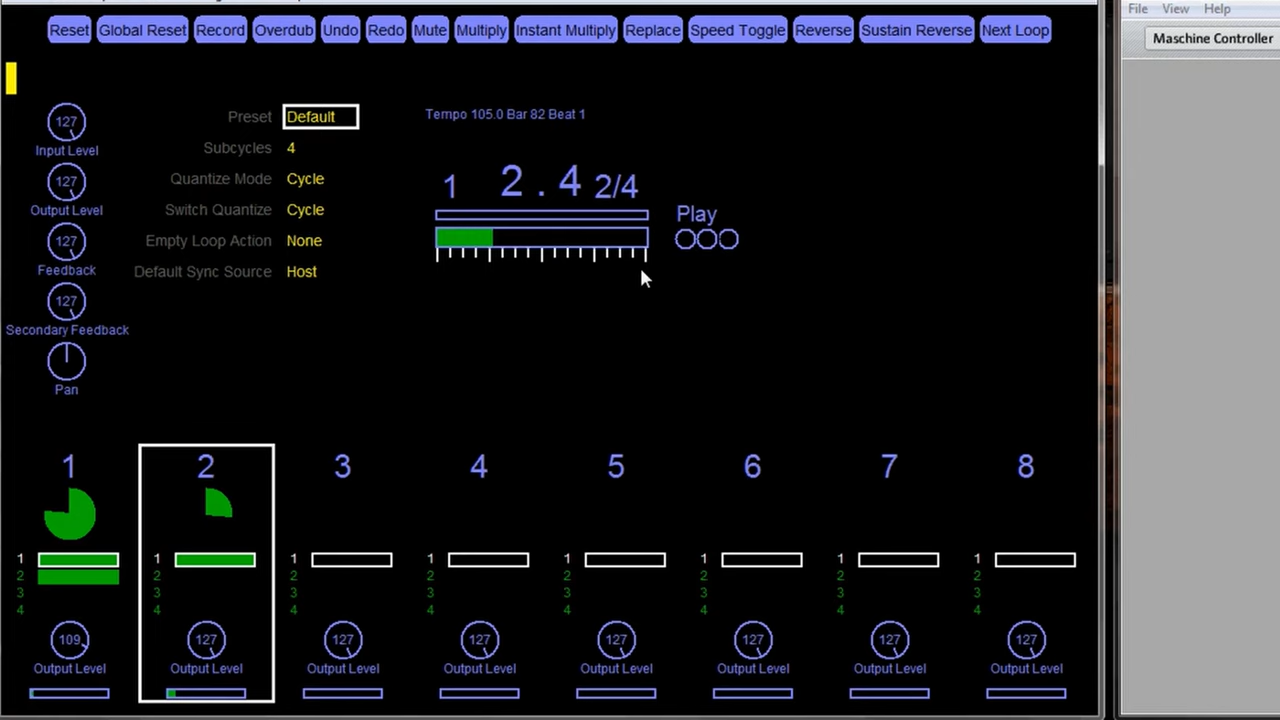 File View Help
Reset Global Reset Record Overdub Undo Redo Mute Multiply Instant Multiply Replace Speed Toggle Reverse Sustain Reverse Next Loop
Maschine Controller
127
Input Level
127
Output Level
127
Feedback
127
Secondary Feedback
Pan
Preset Default
Subcycles 4
Quantize Mode Cycle
Switch Quantize Cycle
Empty Loop Action None
Default Sync Source Host
Tempo 105.0 Bar 82 Beat 1
1 2 . 4 2/4
Play
1 2 3 4 5 6 7 8
1 1 1 1 1 1 1 1
2 2 2 2 2 2 2 2
3 3 3 3 3 3 3 3
4 4 4 4 4 4 4 4
109 127 127 127 127 127 127 127
Output Level Output Level Output Level Output Level Output Level Output Level Output Level Output Level